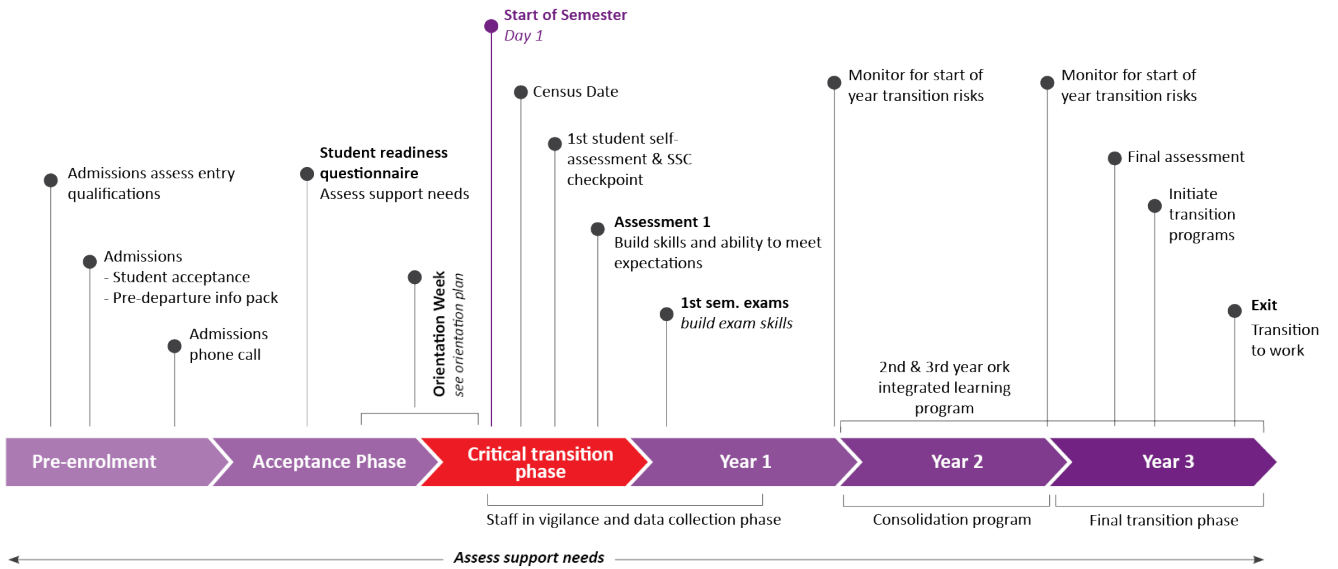 Start of Semester
Day 1
Census Date
1st student self-
assessment & SSC
checkpoint
Monitor for start of
year transition risks
Monitor for start of
year transition risks
Admissions assess entry
qualifications
Student readiness
questionnaire
Assess support needs
Final assessment
Initiate
transition
programs
Assessment 1
Build skills and ability to meet
expectations
Admissions
- Student acceptance
- Pre-departure info pack
Orientation Week
see orientation plan
1st sem. exams
build exam skills
Exit
Transition
to work
Admissions
phone call
2nd & 3rd year ork
integrated learning
program
Pre-enrolment
Acceptance Phase
Critical transition
phase
Year 1
Year 2
Year 3
Staff in vigilance and data collection phase
Consolidation program
Final transition phase
Assess support needs